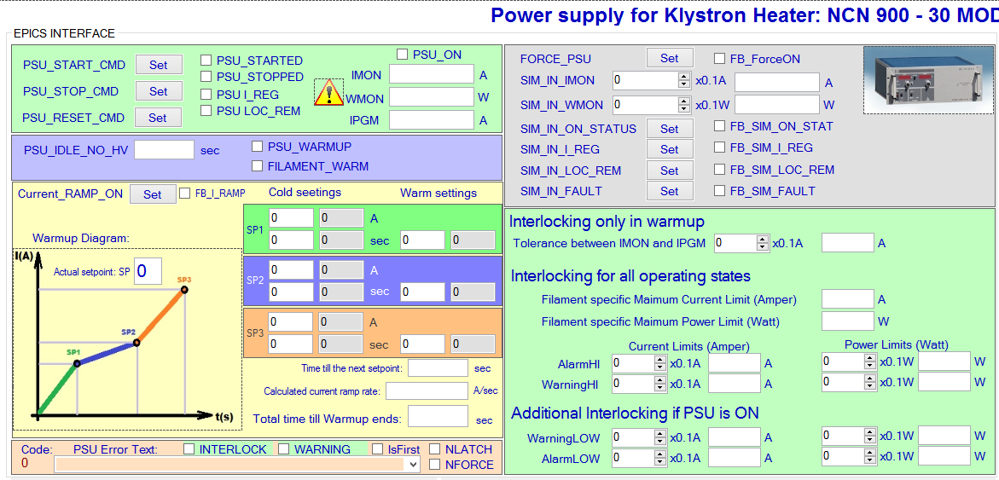 Power supply for Klystron Heater: NCN 900 - 30 MOD
EPICS INTERFACE
PSU_START_CMD Set PSU_STARTED PSU_ON
PSU_STOPPED IMON A
PSU_STOP_CMD Set PSU I_REG WMON W
PSU_RESET_CMD Set PSU LOC_REM IPGM A
PSU_IDLE_NO_HV sec PSU_WARMUP
FILAMENT_WARM
Current_RAMP_ON Set FB_I_RAMP Cold seetings Warm settings
SP1 0 0 A
0 0 sec 0 0
SP2 0 0 A
0 0 sec 0 0
SP3 0 0 A
0 0 sec 0 0
Warmup Diagram:
I(A)
Actual setpoint: SP 0
SP3
SP2
SP1
t(s)
Time till the next setpoint: sec
Calculated current ramp rate: A/sec
Total time till Warmup ends: sec
Code: PSU Error Text: INTERLOCK WARNING IsFirst NLATCH
0 NFORCE
FORCE_PSU Set FB_ForceON
SIM_IN_IMON 0 x0.1A A
SIM_IN_WMON 0 x0.1W W
SIM_IN_ON_STATUS Set FB_SIM_ON_STAT
SIM_IN_I_REG Set FB_SIM_I_REG
SIM_IN_LOC_REM Set FB_SIM_LOC_REM
SIM_IN_FAULT Set FB_SIM_FAULT
Interlocking only in warmup
Tolerance between IMON and IPGM 0 x0.1A A
Interlocking for all operating states
Filament specific Maimum Current Limit (Amper) A
Filament specific Maimum Power Limit (Watt) W
Current Limits (Amper) Power Limits (Watt)
AlarmHI 0 x0.1A A 0 x0.1W W
WarningHI 0 x0.1A A 0 x0.1W W
Additional Interlocking if PSU is ON
WarningLOW 0 x0.1A A 0 x0.1W W
AlarmLOW 0 x0.1A A 0 x0.1W W